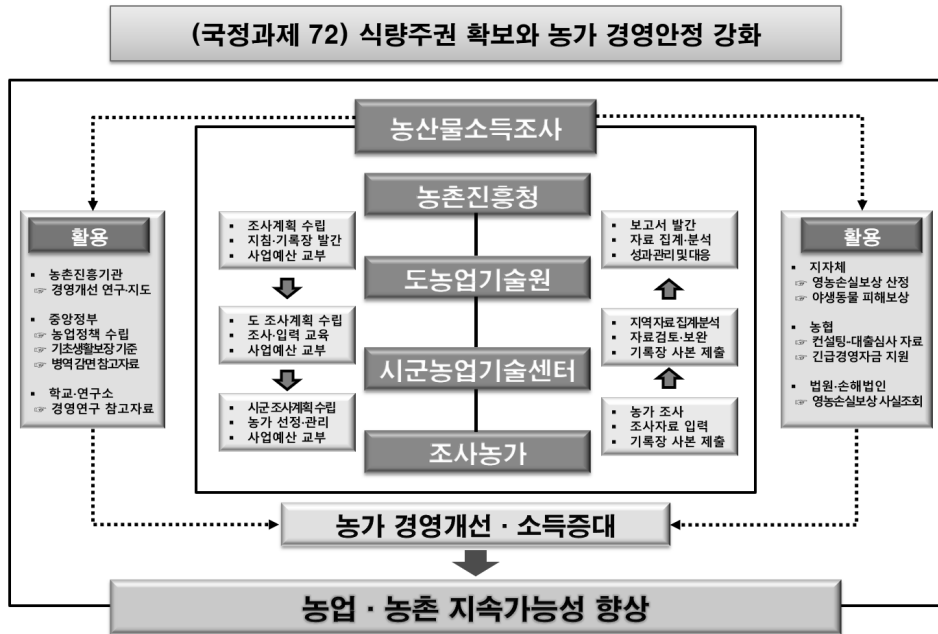 (국정과제 72) 식량주권 확보와 농가 경영안정 강화
농산물소득조사
농촌진흥청
도농업기술원
시군농업기술센터
조사농가
활용
▪ 농촌진흥기관
☞ 경영개선 연구·지도
▪ 중앙정부
☞ 농업정책 수립
☞ 기초생활보장 기준
☞ 병역 감면 참고자료
▪ 학교·연구소
☞ 경영연구 참고자료
▪ 조사계획 수립
▪ 지침·기록장 발간
▪ 사업예산 교부
▪ 도 조사계획 수립
▪ 조사·입력 교육
▪ 사업예산 교부
▪ 시군 조사계획 수립
▪ 농가 선정·관리
▪ 사업예산 교부
▪ 보고서 발간
▪ 자료 집계·분석
▪ 성과관리 및 대응
▪ 지역 자료 집계·분석
▪ 자료검토·보완
▪ 기록장 사본 제출
▪ 농가 조사
▪ 조사자료 입력
▪ 기록장 사본 제출
활용
▪ 지자체
☞ 영농손실보상 산정
☞ 야생동물 피해보상
▪ 농협
☞ 컨설팅-대출심사 자료
☞ 긴급경영자금 지원
▪ 법원·손해법인
☞ 영농손실보상 사실조회
농가 경영개선 · 소득증대
농업 · 농촌 지속가능성 향상